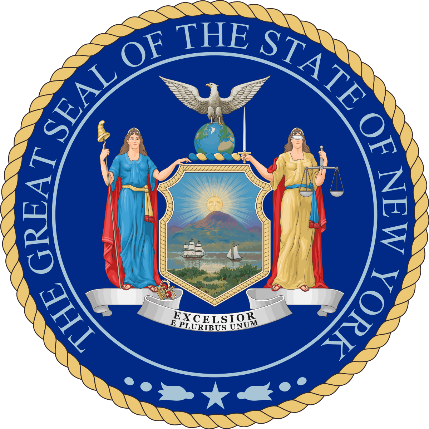 THE GREAT SEAL OF THE STATE OF NEW YORK
EXCELSIOR
E PLURIBUS UNUM